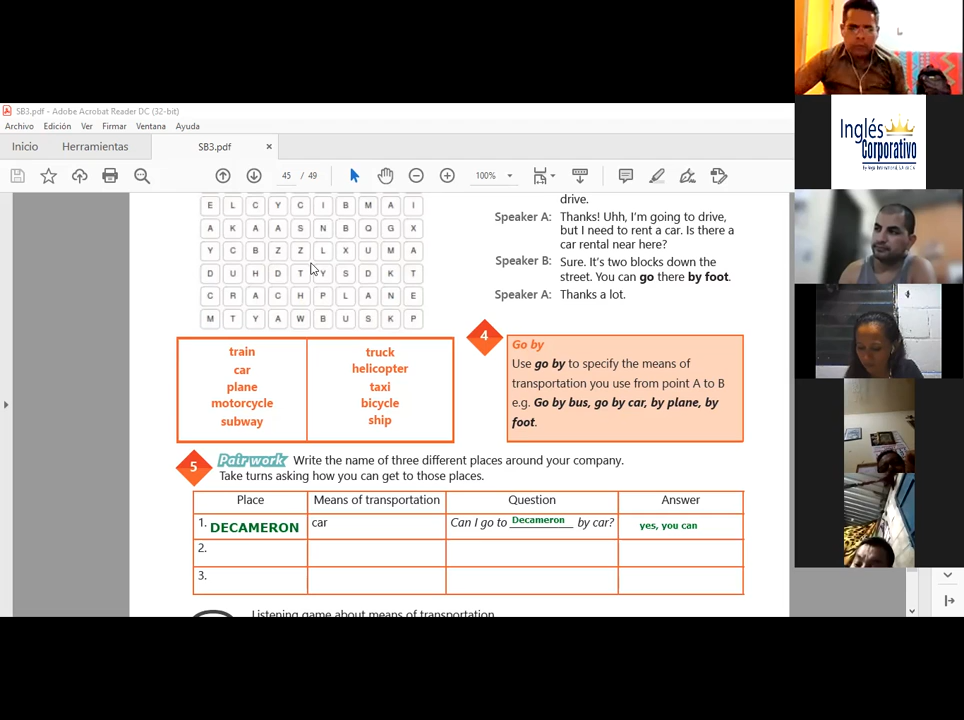 SB3.pdf - Adobe Acrobat Reader DC (32-bit)
Archivo Edición Ver Firmar Ventana Ayuda
Inicio Herramientas SB3.pdf ×
45 / 49 100%
E L C Y C I B M A I
A K A A S N B Q G X
Y C B Z Z L X U M A
D U H D T Y S D K T
C R A C H P L A N E
M T Y A W B U S K P
train
car
plane
motorcycle
subway
truck
helicopter
taxi
bicycle
ship
drive.
Speaker A: Thanks! Uhh, I'm going to drive,
but I need to rent a car. Is there a
car rental near here?
Speaker B: Sure. It's two blocks down the
street. You can go there by foot.
Speaker A: Thanks a lot.
4
Go by
Use go by to specify the means of
transportation you use from point A to B
e.g. Go by bus, go by car, by plane, by
foot.
5 Pair work Write the name of three different places around your company.
Take turns asking how you can get to those places.
Place Means of transportation Question Answer
1. DECAMERON car Can I go to Decameron by car? yes, you can
2.
3.
Listening game about means of transportation
Inglés
Corporativo